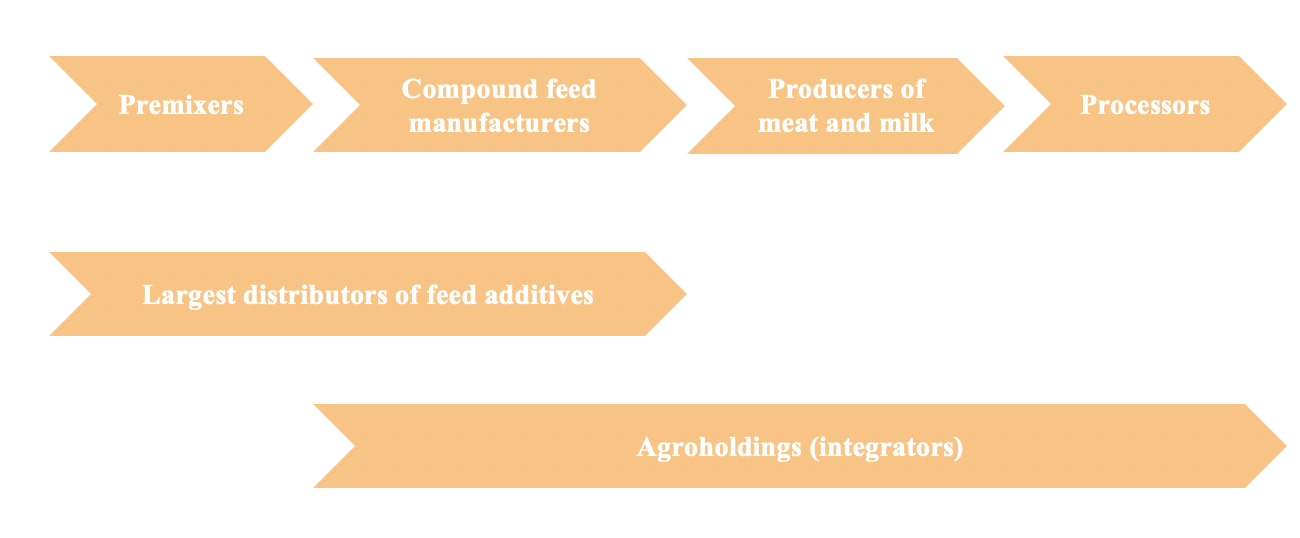 Premixers
Compound feed
manufacturers
Producers of
meat and milk
Processors
Largest distributors of feed additives
Agroholdings (integrators)